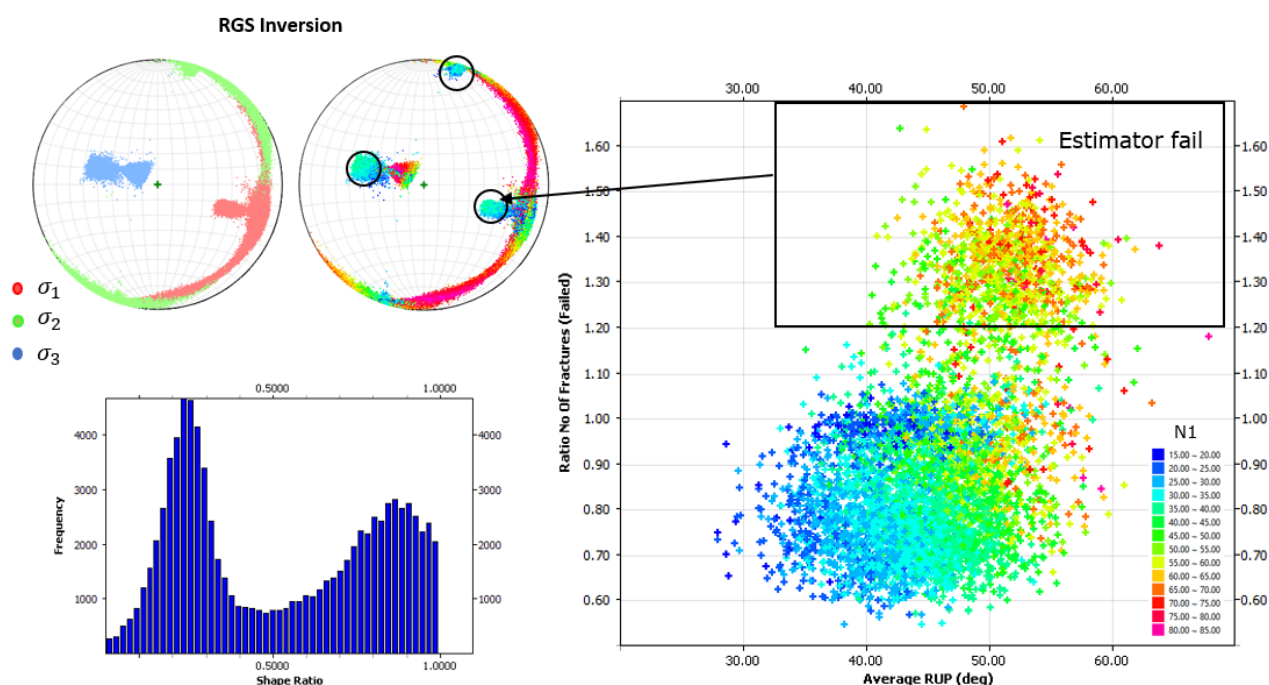 RGS Inversion
σ1
σ2
σ3
0.5000 1.0000
4000 4000
3000 3000
2000 2000
1000 1000
Frequency
0.5000 1.0000
Shape Ratio
30.00 40.00 50.00 60.00
Estimator fail
1.60 1.60
1.50 1.50
1.40 1.40
1.30 1.30
1.20 1.20
1.10 1.10
1.00 1.00
0.90 0.90
0.80 0.80
0.70 0.70
0.60 0.60
Ratio No Of Fractures (Failed)
N1
15.00 ~ 20.00
20.00 ~ 25.00
25.00 ~ 30.00
30.00 ~ 35.00
35.00 ~ 40.00
40.00 ~ 45.00
45.00 ~ 50.00
50.00 ~ 55.00
55.00 ~ 60.00
60.00 ~ 65.00
65.00 ~ 70.00
70.00 ~ 75.00
75.00 ~ 80.00
80.00 ~ 85.00
30.00 40.00 50.00 60.00
Average RUP (deg)